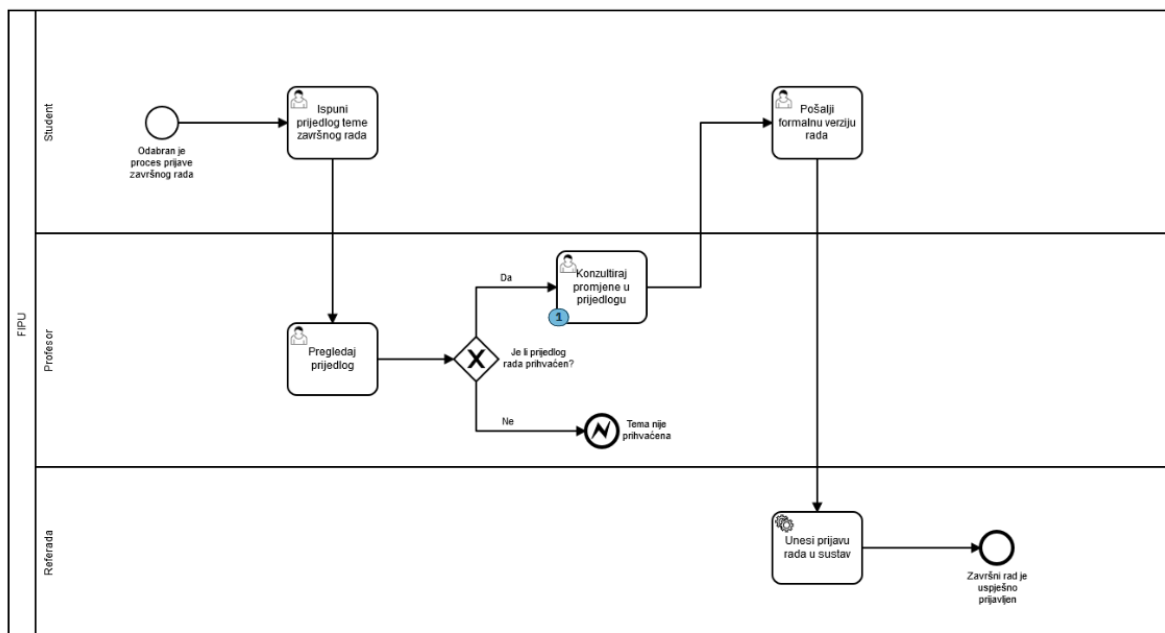 FIPU
Student
Odabran je
proces prijave
završnog rada
Ispuni
prijedlog teme
završnog rada
Pošalji
formalnu verziju
rada
Profesor
Pregledaj
prijedlog
X
Je li prijedlog
rada prihvaćen?
Da
Konzultiraj
promjene u
prijedlogu
1
Ne
Tema nije
prihvaćena
Referada
Unesi prijavu
rada u sustav
Završni rad je
uspješno
prijavljen